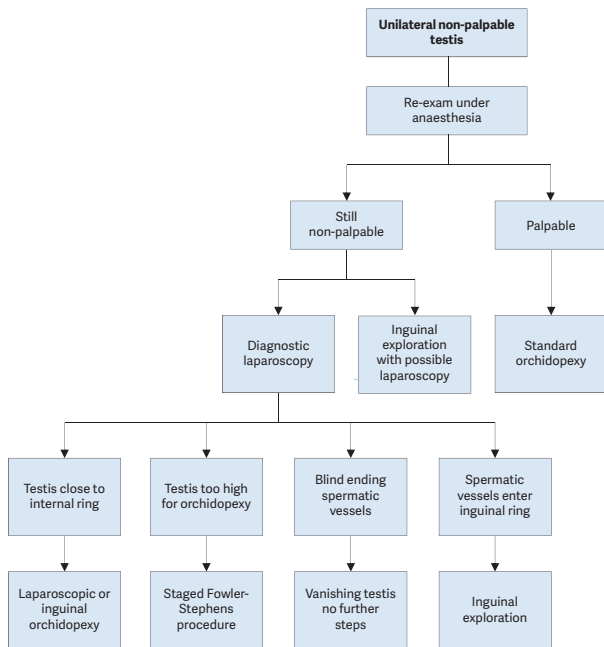 Unilateral non-palpable
testis
Re-exam under
anaesthesia
Still
non-palpable
Palpable
Diagnostic
laparoscopy
Inguinal
exploration
with possible
laparoscopy
Standard
orchidopexy
Testis close to
internal ring
Testis too high
for orchidopexy
Blind ending
spermatic
vessels
Spermatic
vessels enter
inguinal ring
Laparoscopic or
inguinal
orchidopexy
Staged Fowler-
Stephens
procedure
Vanishing testis
no further
steps
Inguinal
exploration